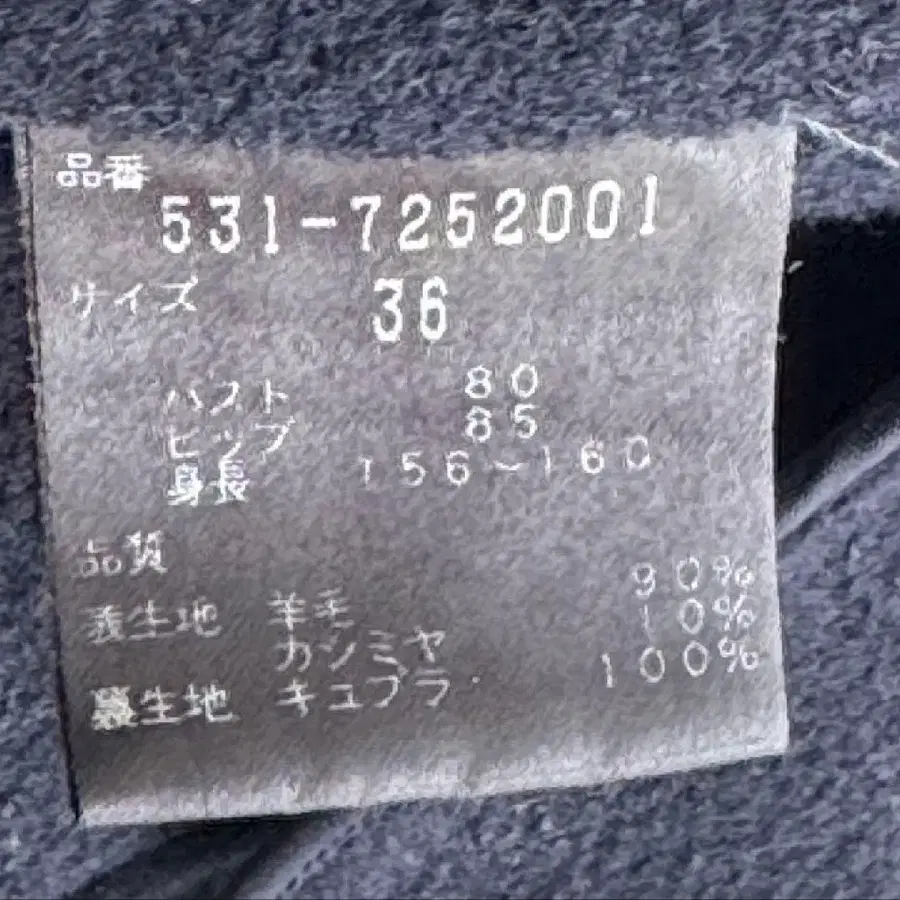 品番
531-7252001
サイズ 36
バスト 80
ヒップ 85
身長 156~160
品質
表生地 羊毛 90%
カシミヤ 10%
裏生地 キュプラ 100%